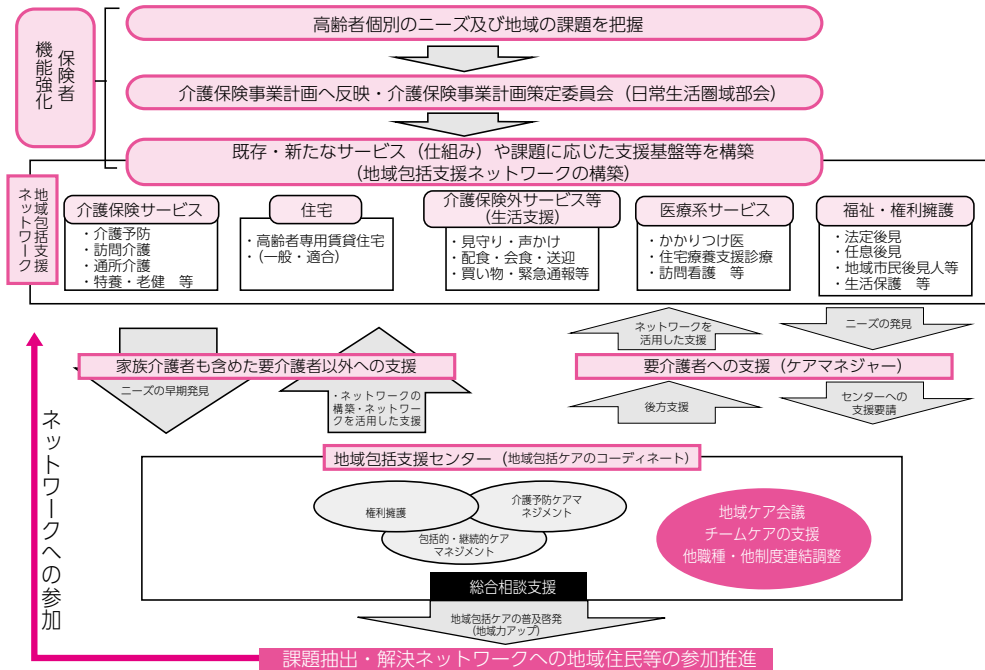 高齢者個別のニーズ及び地域の課題を把握
保険者
機能強化
介護保険事業計画へ反映・介護保険事業計画策定委員会（日常生活圏域部会）
既存・新たなサービス（仕組み）や課題に応じた支援基盤等を構築
(地域包括支援ネットワークの構築)
地域包括支援
ネットワーク
介護保険サービス
・介護予防
・訪問介護
・通所介護
・特養・老健　等
住宅
・高齢者専用賃貸住宅
・(一般・適合）
介護保険外サービス等
(生活支援）
・見守り・声かけ
・配食・会食・送迎
・買い物・緊急通報等
医療系サービス
・かかりつけ医
・住宅療養支援診療
・訪問看護　等
福祉・権利擁護
・法定後見
・任意後見
・地域市民後見人等
・生活保護　等
ネットワークを
活用した支援
ニーズの発見
家族介護者も含めた要介護者以外への支援
ニーズの早期発見
・ネットワークの
構築・ネットワー
クを活用した支援
要介護者への支援（ケアマネジャー）
後方支援
センターへの
支援要請
ネットワークへの参加
地域包括支援センター（地域包括ケアのコーディネート）
権利擁護
介護予防ケアマ
ネジメント
包括的・継続的ケア
マネジメント
地域ケア会議
チームケアの支援
他職種・他制度連結調整
総合相談支援
地域包括ケアの普及啓発
(地域力アップ)
課題抽出・解決ネットワークへの地域住民等の参加推進